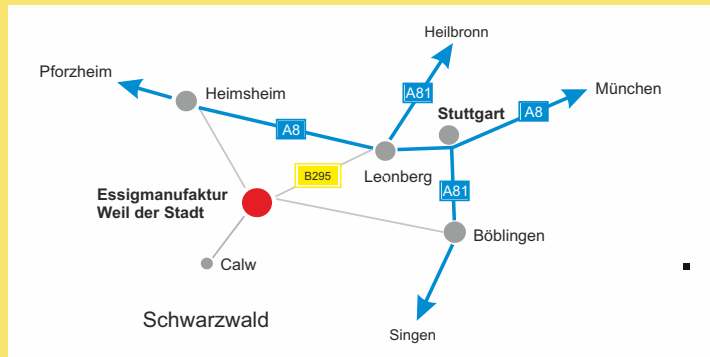 Heilbronn
Pforzheim
München
Heimsheim
A81
Stuttgart
A8
A8
Leonberg
B295
A81
Essigmanufaktur
Weil der Stadt
Böblingen
Calw
Schwarzwald
Singen